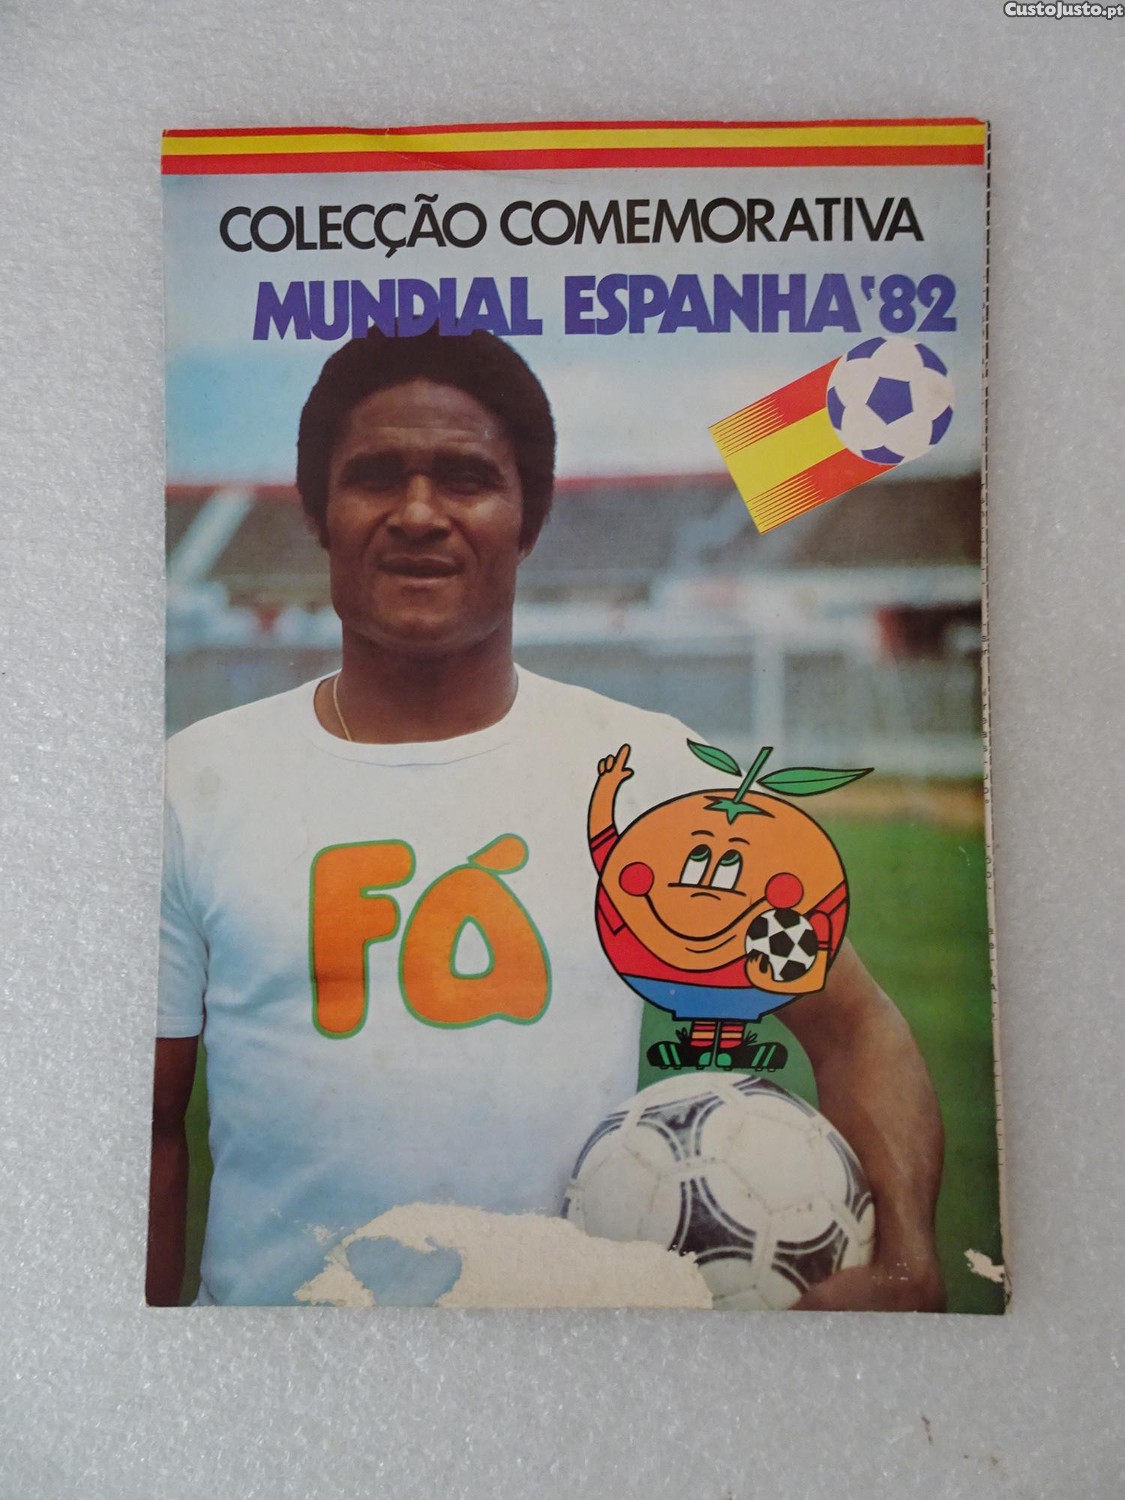 CustoJusto.pt
COLECÇÃO COMEMORATIVA
MUNDIAL ESPANHA'82
FÁ